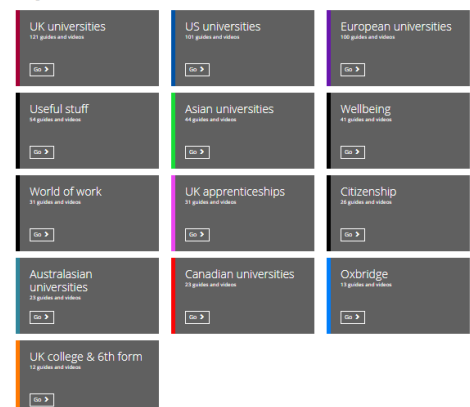 UK universities
121 guides and videos
Go >
US universities
101 guides and videos
Go >
European universities
100 guides and videos
Go >
Useful stuff
54 guides and videos
Go >
Asian universities
44 guides and videos
Go >
Wellbeing
41 guides and videos
Go >
World of work
31 guides and videos
Go >
UK apprenticeships
31 guides and videos
Go >
Citizenship
26 guides and videos
Go >
Australasian
universities
23 guides and videos
Go >
Canadian universities
23 guides and videos
Go >
Oxbridge
13 guides and videos
Go >
UK college & 6th form
12 guides and videos
Go >